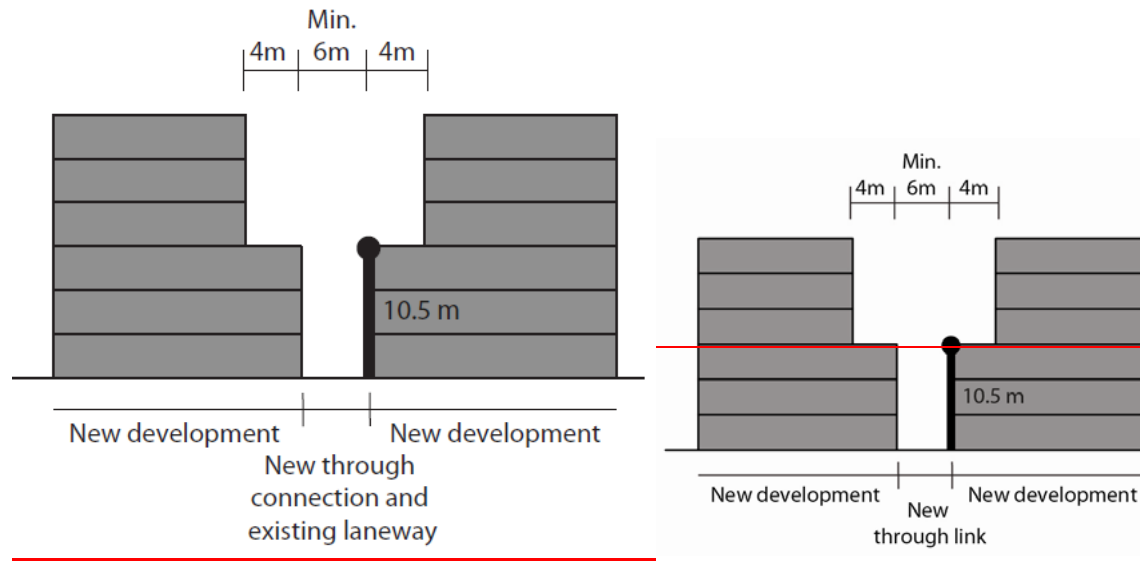 Min.
4m 6m 4m
10.5 m
New development New development
New through
connection and
existing laneway
Min.
4m 6m 4m
10.5 m
New development New development
New
through link